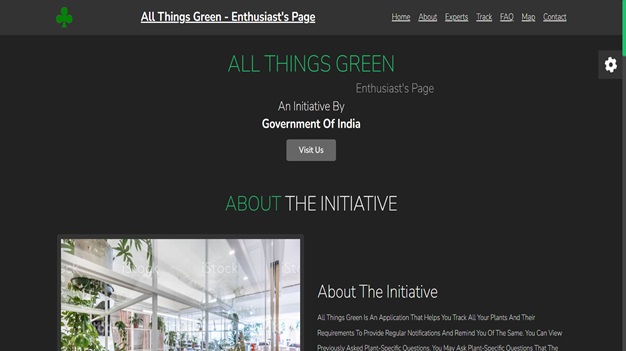 All Things Green - Enthusiast's Page
Home About Experts Track FAQ Map Contact
ALL THINGS GREEN
Enthusiast's Page
An Initiative By
Government Of India
Visit Us
ABOUT THE INITIATIVE
iStock
About The Initiative
All Things Green Is An Application That Helps You Track All Your Plants And Their
Requirements To Provide Regular Notifications And Remind You Of The Same. You Can View
Previously Asked Plant-Specific Questions. You May Ask Plant-Specific Questions That The